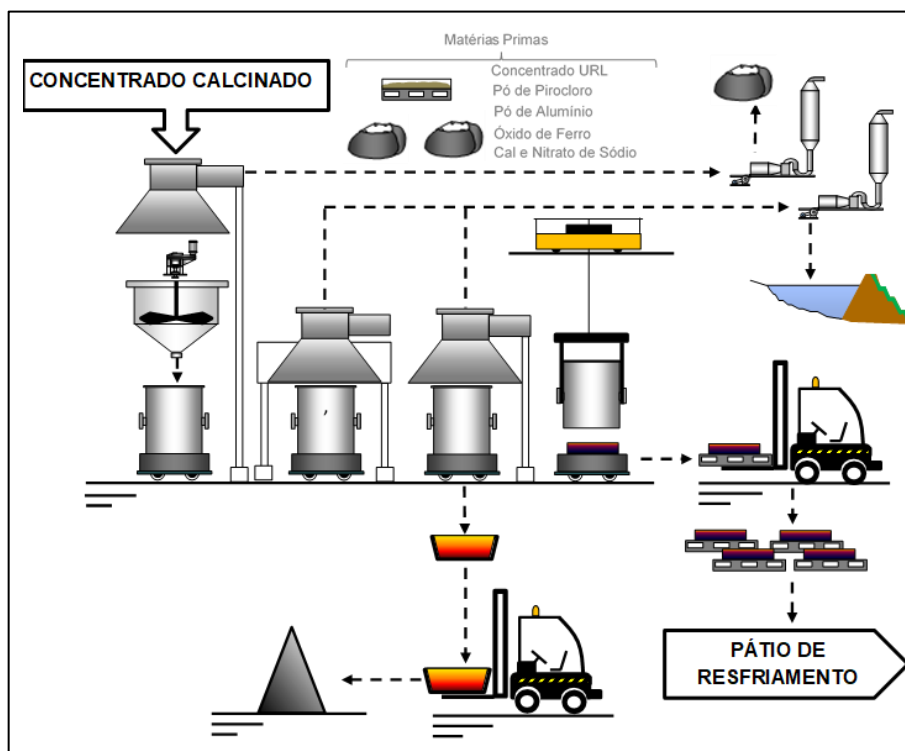 Matérias Primas
CONCENTRADO CALCINADO
Concentrado URL
Pó de Pirocloro
Pó de Alumínio
Óxido de Ferro
Cal e Nitrato de Sódio
,
PÁTIO DE
RESFRIAMENTO